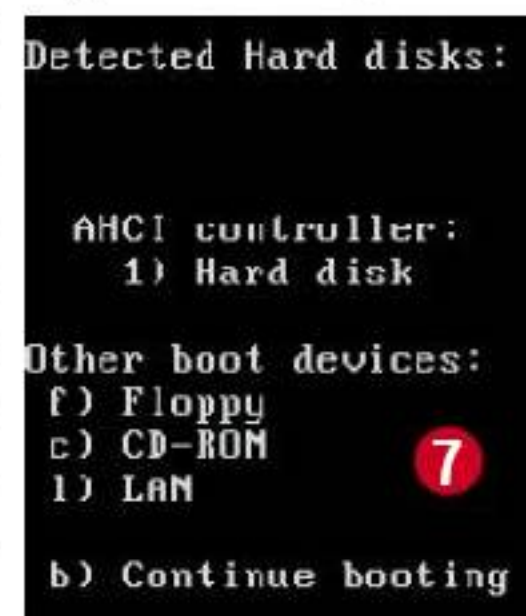 Detected Hard disks:
AHCI controller:
1) Hard disk
Other boot devices:
f) Floppy
c) CD-ROM
l) LAN
7
b) Continue booting